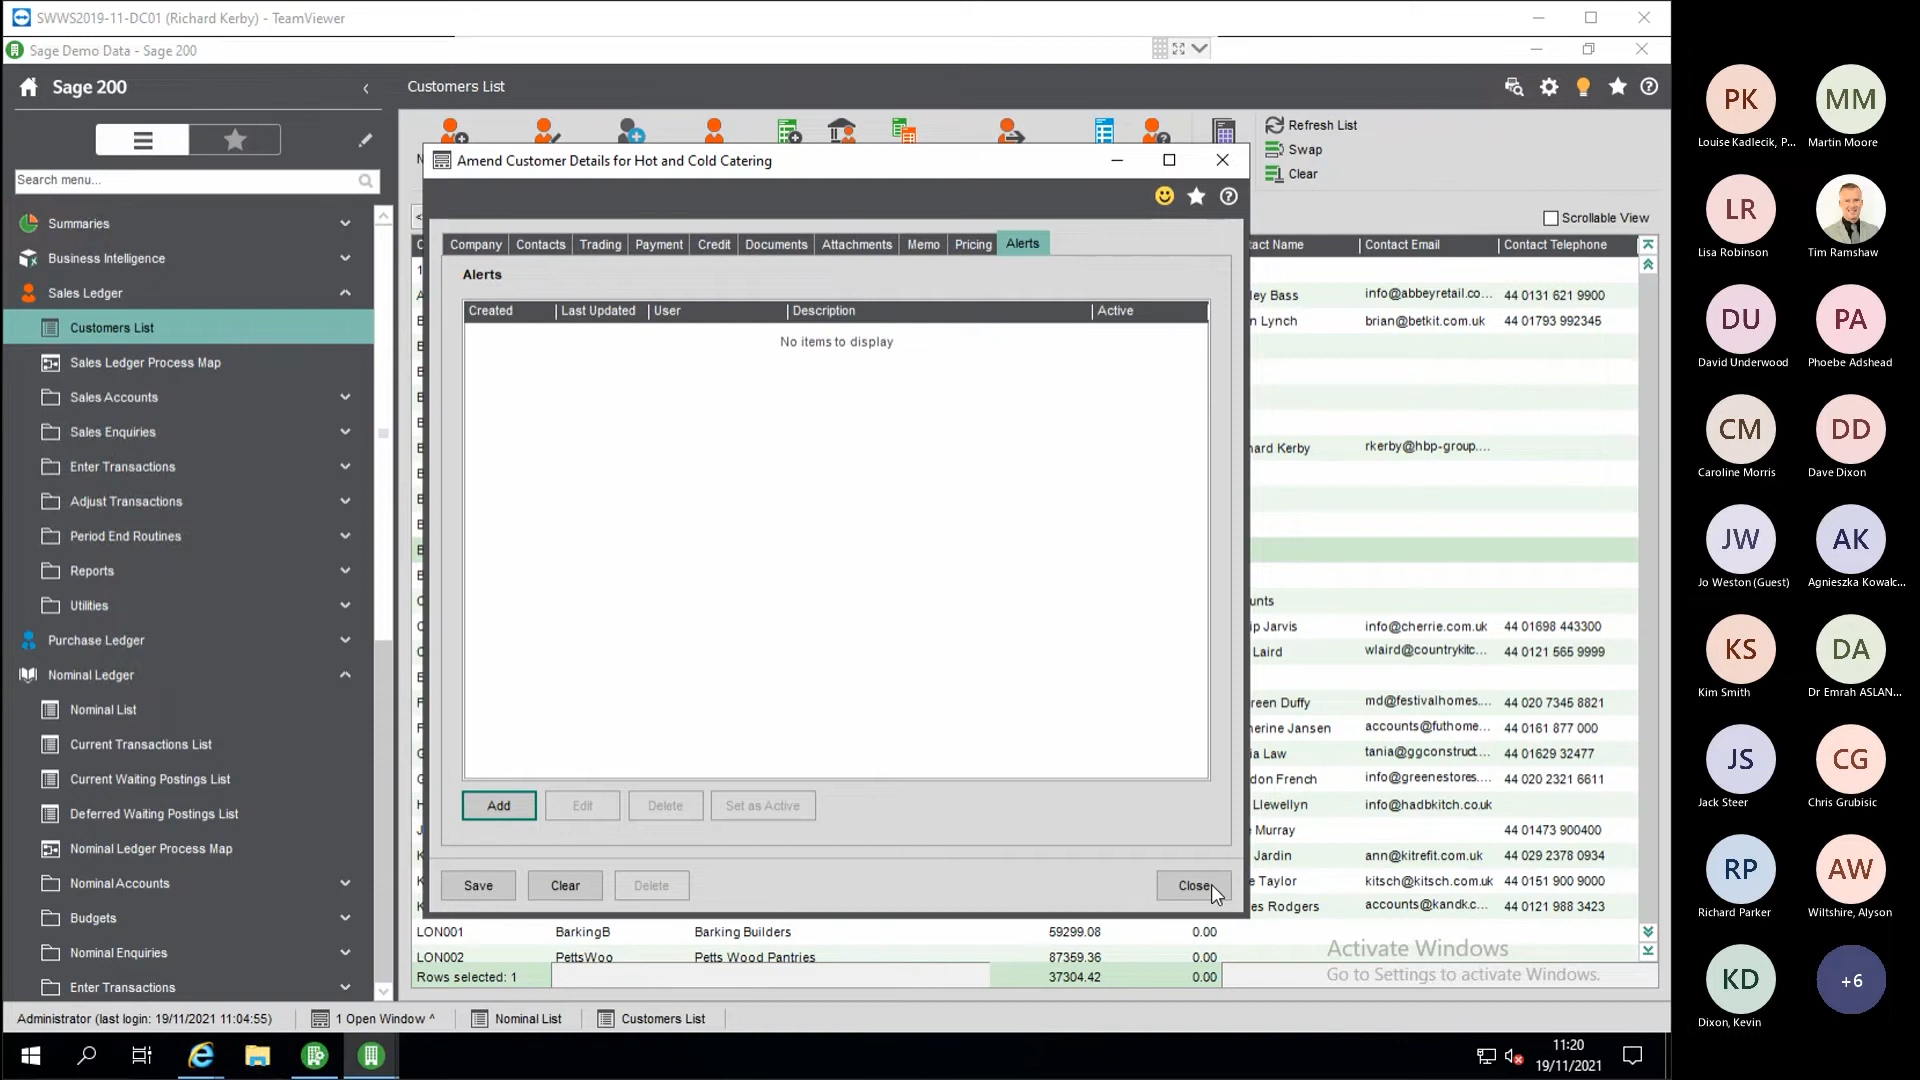 SWWS2019-11-DC01 (Richard Kerby) - TeamViewer
Sage Demo Data - Sage 200
Sage 200
Search menu...
Summaries
Business Intelligence
Sales Ledger
Customers List
Sales Ledger Process Map
Sales Accounts
Sales Enquiries
Enter Transactions
Adjust Transactions
Period End Routines
Reports
Utilities
Purchase Ledger
Nominal Ledger
Nominal List
Current Transactions List
Current Waiting Postings List
Deferred Waiting Postings List
Nominal Ledger Process Map
Nominal Accounts
Budgets
Nominal Enquiries
Enter Transactions
Customers List
Refresh List
Swap
Clear
Scrollable View
Amend Customer Details for Hot and Cold Catering
Company Contacts Trading Payment Credit Documents Attachments Memo Pricing Alerts
Alerts
Created Last Updated User Description Active
No items to display
Add Edit Delete Set as Active
Save Clear Delete Close
tact Name Contact Email Contact Telephone
ley Bass info@abbeyretail.co... 44 0131 621 9900
n Lynch brian@betkit.com.uk 44 01793 992345
hard Kerby rkerby@hbp-group....
unts
ip Jarvis info@cherrie.com.uk 44 01698 443300
Laird wlaird@countrykitc... 44 0121 565 9999
reen Duffy md@festivalhomes.... 44 020 7345 8821
herine Jansen accounts@futhome... 44 0161 877 000
ia Law tania@ggconstruct.... 44 01629 32477
don French info@greenestores.... 44 020 2321 6611
Llewellyn info@hadbkitch.co.uk
Murray 44 01473 900400
Jardin ann@kitrefit.com.uk 44 029 2378 0934
e Taylor kitsch@kitsch.com.uk 44 0151 900 9000
es Rodgers accounts@kandk.c... 44 0121 988 3423
LON001 BarkingB Barking Builders 59299.08 0.00
LON002 PettsWoo Petts Wood Pantries 87359.36 0.00
Rows selected: 1 37304.42 0.00
Activate Windows
Go to Settings to activate Windows.
Administrator (last login: 19/11/2021 11:04:55) 1 Open Window ^ Nominal List Customers List
11:20
19/11/2021
PK MM
Louise Kadlecik, P... Martin Moore
LR
Lisa Robinson Tim Ramshaw
DU PA
David Underwood Phoebe Adshead
CM DD
Caroline Morris Dave Dixon
JW AK
Jo Weston (Guest) Agnieszka Kowalc...
KS DA
Kim Smith Dr Emrah ASLAN...
JS CG
Jack Steer Chris Grubisic
RP AW
Richard Parker Wiltshire, Alyson
KD +6
Dixon, Kevin